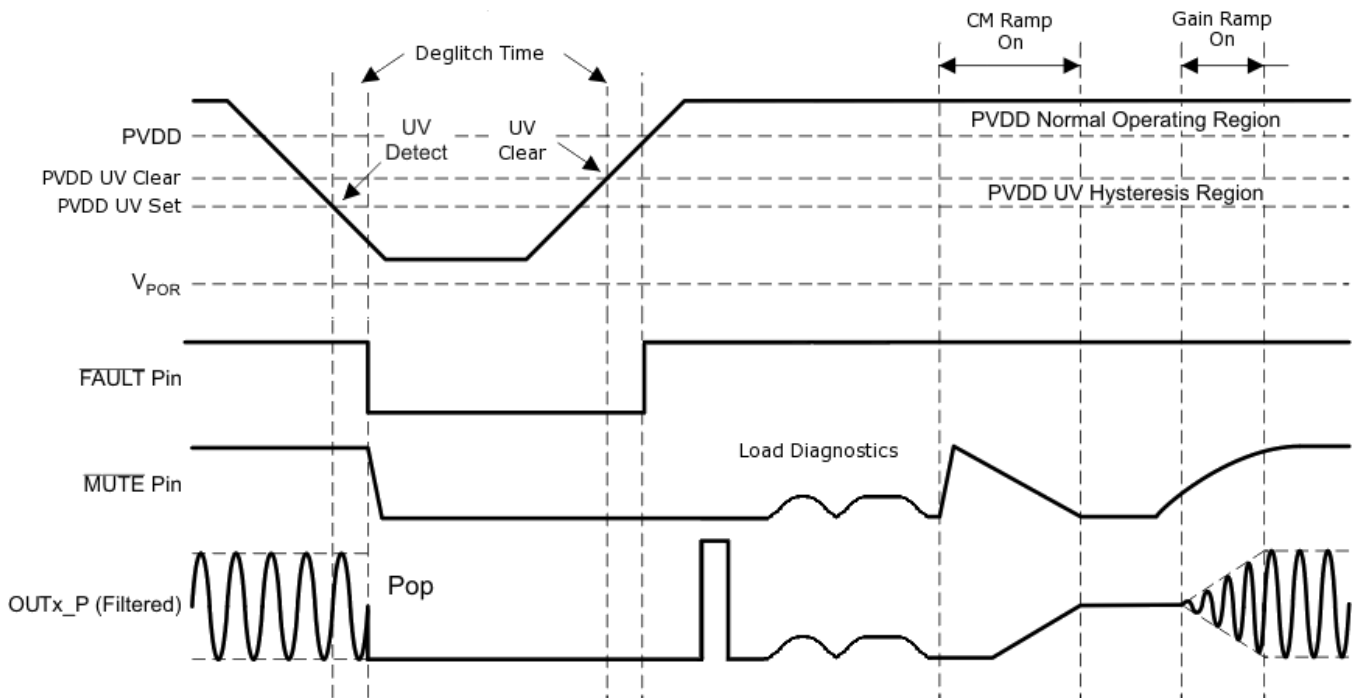 CM Ramp
On
Gain Ramp
On
Deglitch Time
PVDD
UV
Detect
UV
Clear
PVDD Normal Operating Region
PVDD UV Clear
PVDD UV Set
PVDD UV Hysteresis Region
VPOR
FAULT Pin
MUTE Pin
Load Diagnostics
Pop
OUTx_P (Filtered)